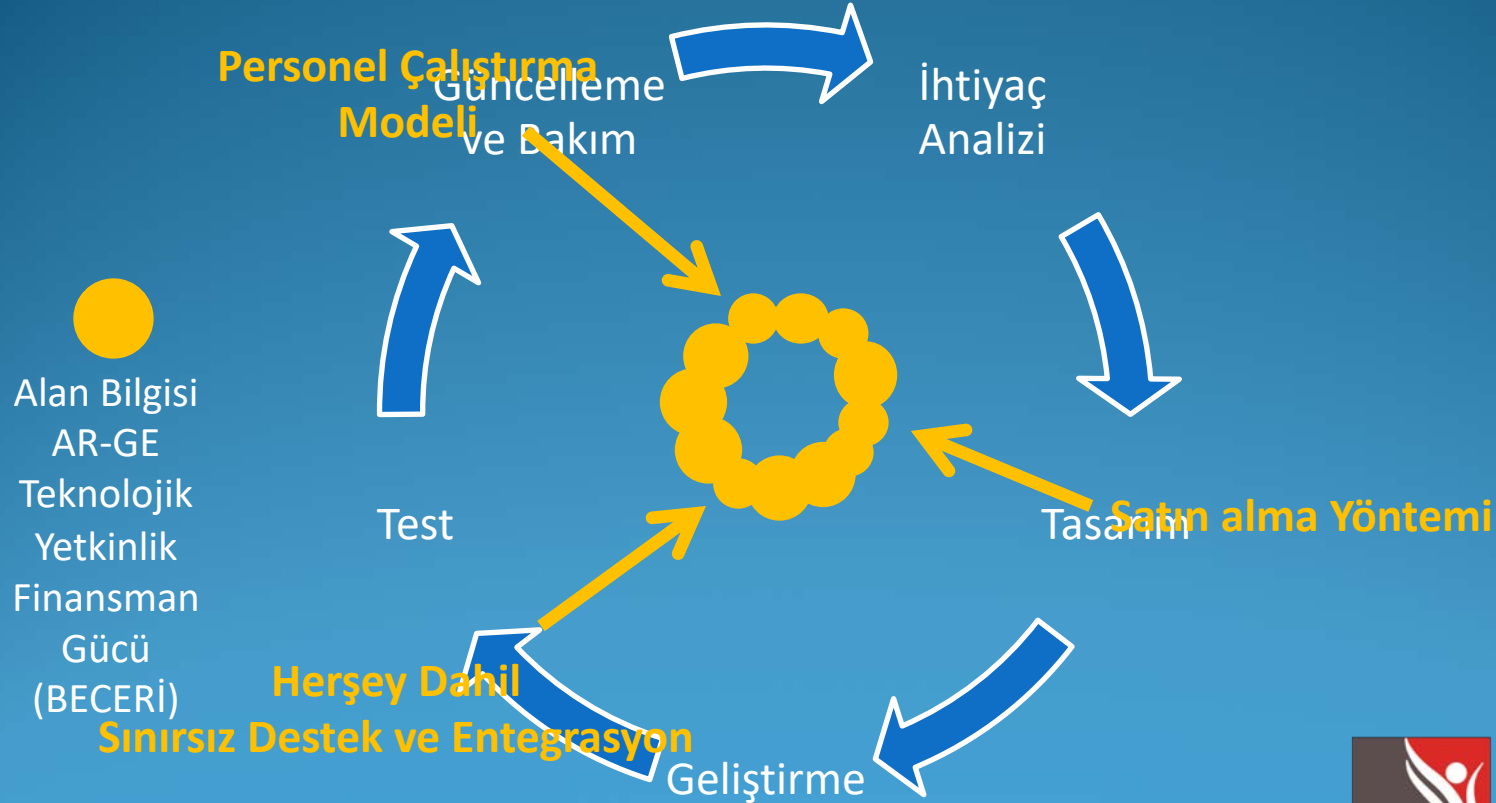 Personel Çalıştırma
Modeli
Güncelleme
ve Bakım
İhtiyaç
Analizi
Alan Bilgisi
AR-GE
Teknolojik
Yetkinlik
Finansman
Gücü
(BECERİ)
Test
Tasarım
Satın alma Yöntemi
Herşey Dahil
Sınırsız Destek ve Entegrasyon
Geliştirme